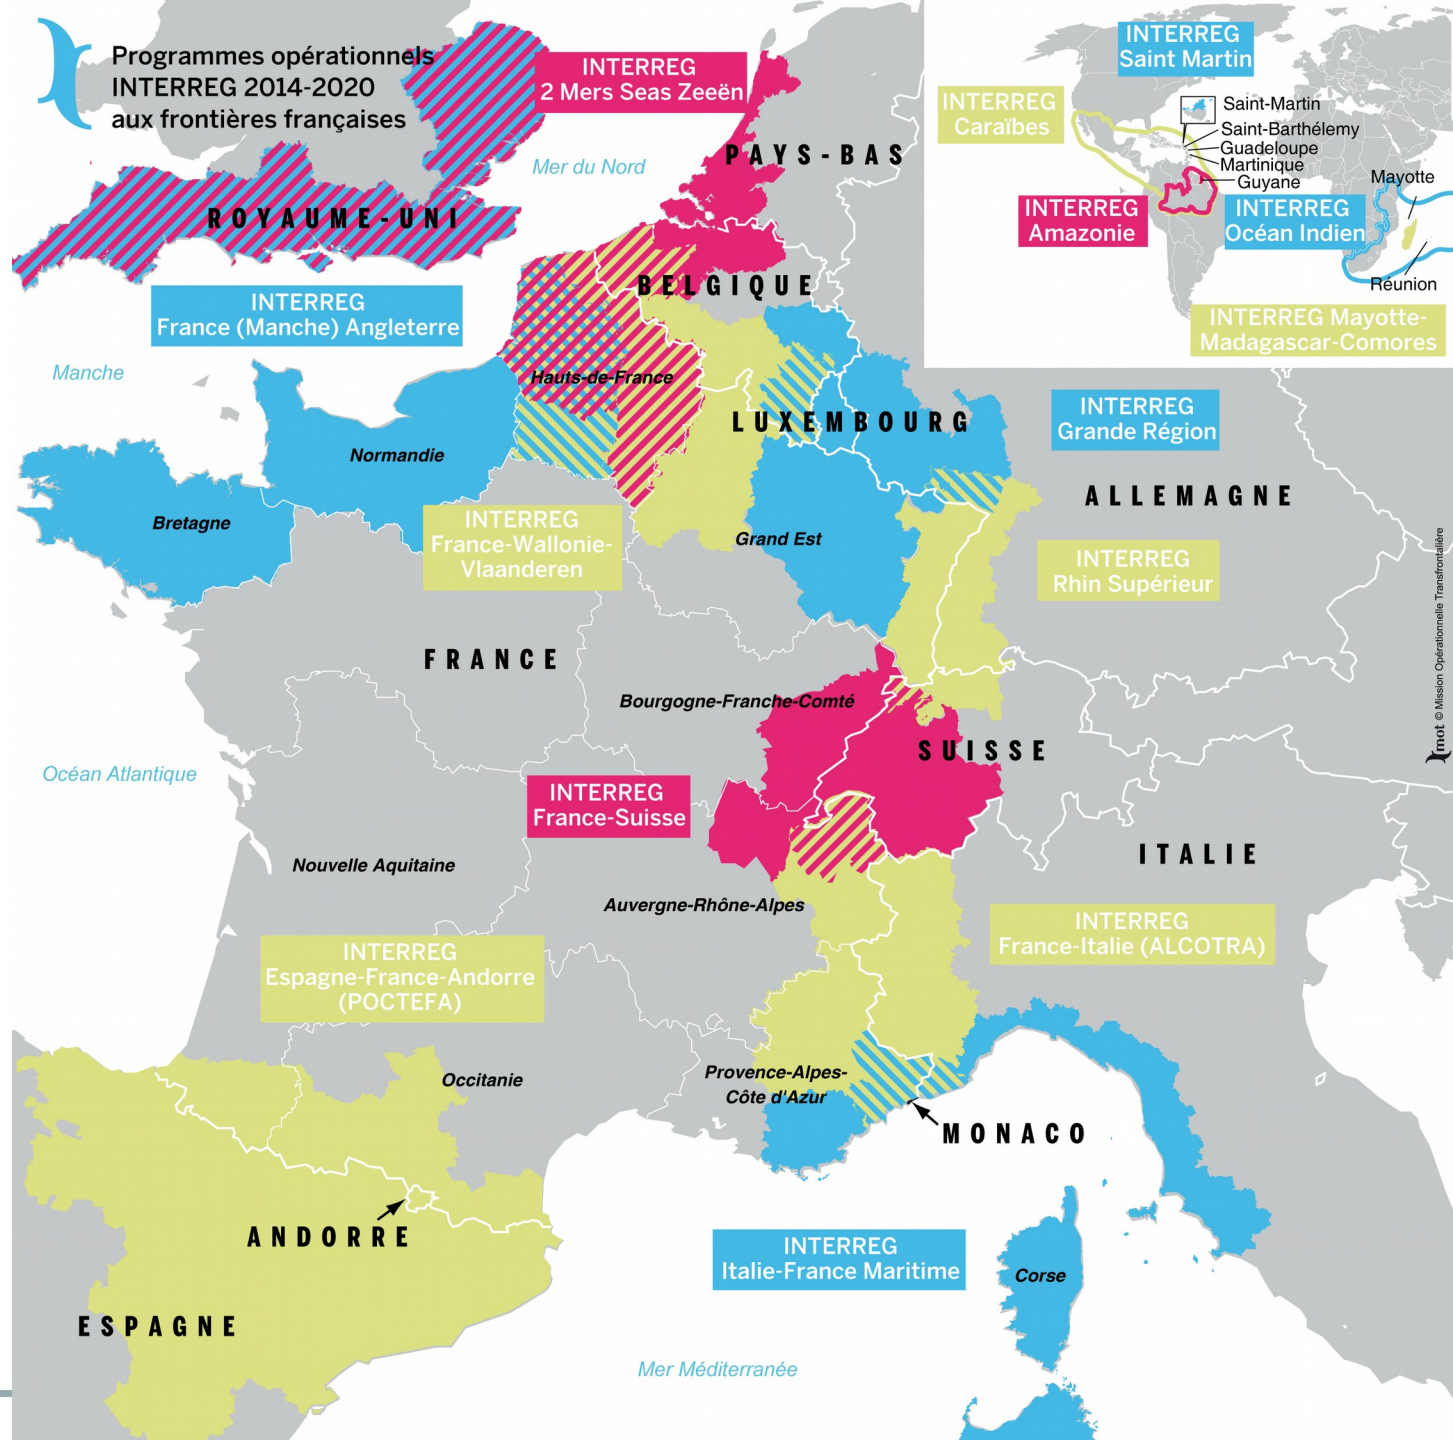 Programmes opérationnels
INTERREG 2014-2020
aux frontières françaises
INTERREG
2 Mers Seas Zeeën
Mer du Nord
PAYS-BAS
ROYAUME-UNI
BELGIQUE
INTERREG
France (Manche) Angleterre
Manche
Hauts-de-France
LUXEMBOURG
Normandie
Bretagne
INTERREG
France-Wallonie-
Vlaanderen
Grand Est
INTERREG
Saint Martin
INTERREG
Caraïbes
Saint-Martin
Saint-Barthélemy
Guadeloupe
Martinique
Guyane
Mayotte
INTERREG
Amazonie
INTERREG
Océan Indien
Réunion
INTERREG Mayotte-
Madagascar-Comores
INTERREG
Grande Région
ALLEMAGNE
INTERREG
Rhin Supérieur
FRANCE
Bourgogne-Franche-Comté
SUISSE
Océan Atlantique
INTERREG
France-Suisse
Nouvelle Aquitaine
Auvergne-Rhône-Alpes
ITALIE
INTERREG
France-Italie (ALCOTRA)
INTERREG
Espagne-France-Andorre
(POCTEFA)
Occitanie
Provence-Alpes-
Côte d'Azur
MONACO
ANDORRE
ESPAGNE
INTERREG
Italie-France Maritime
Corse
Mer Méditerranée
mot © Mission Opérationnelle Transfrontalière